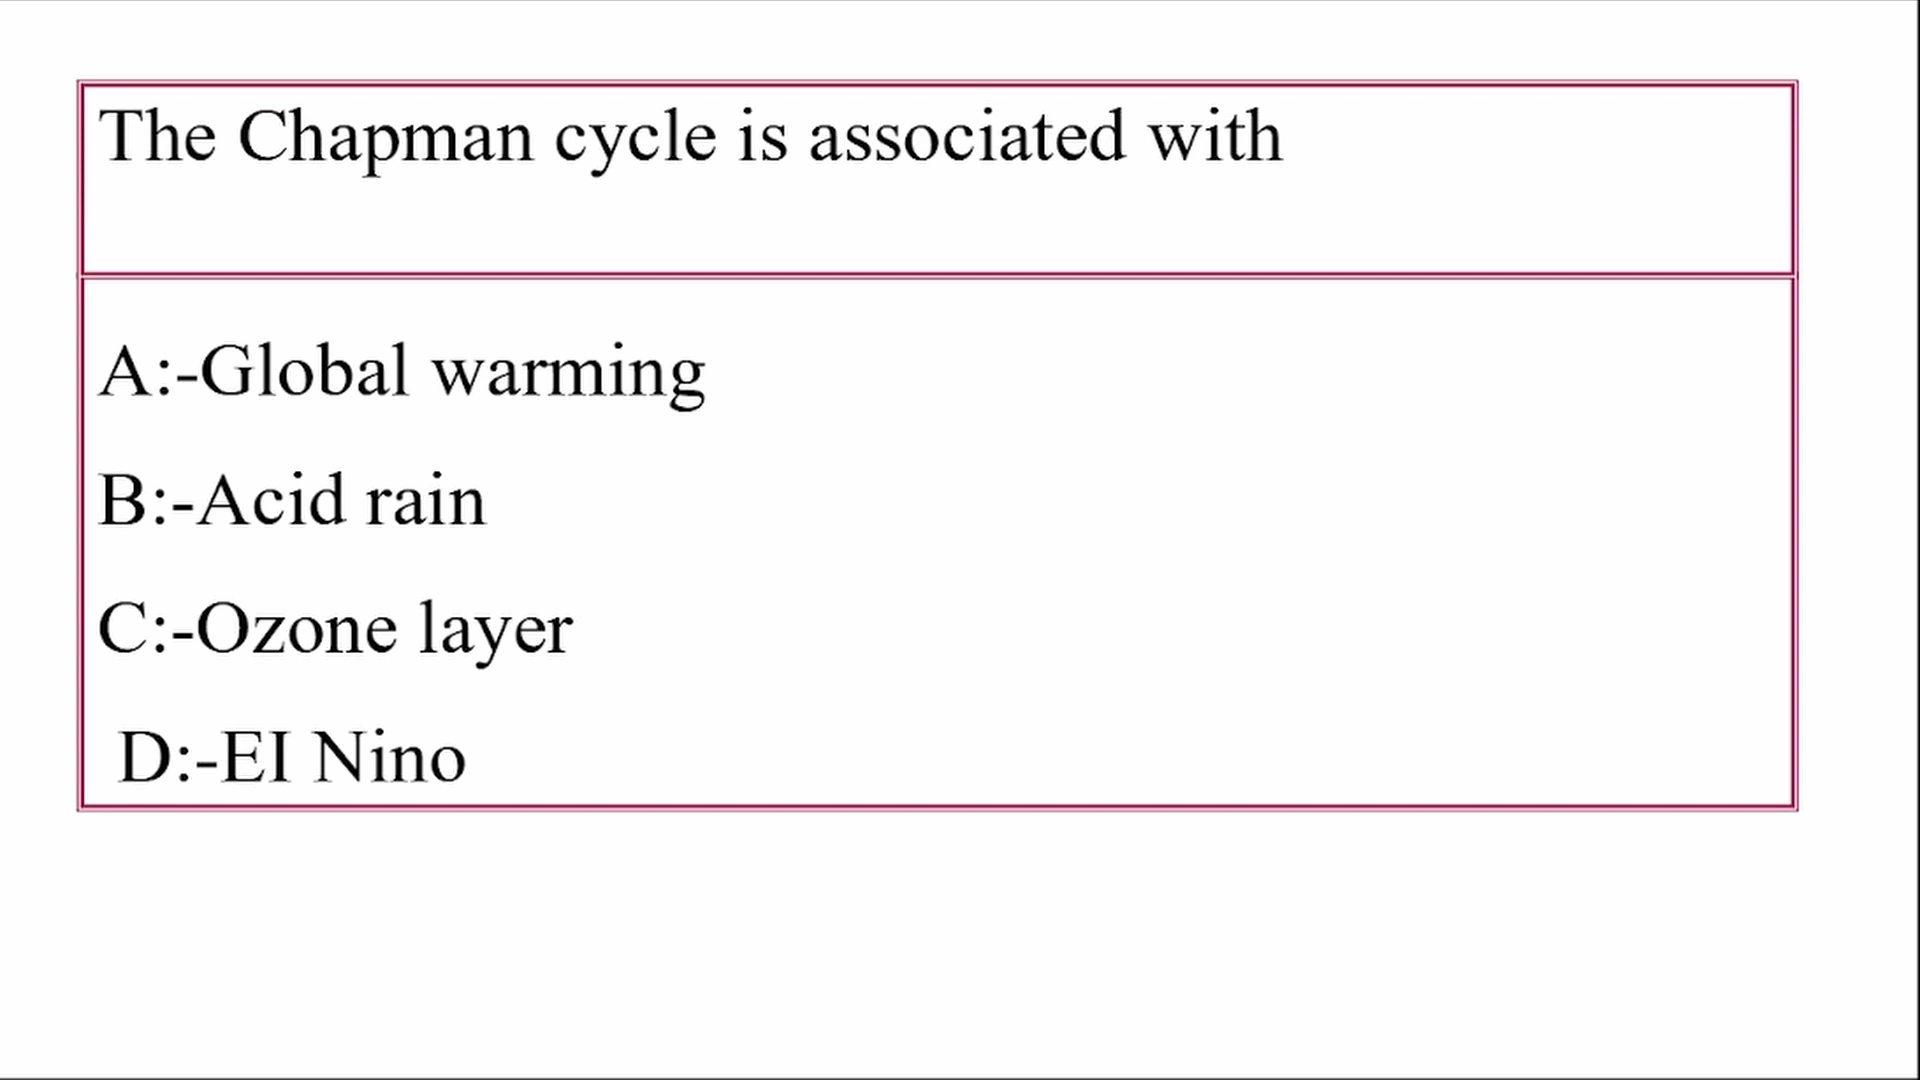 The Chapman cycle is associated with
A:-Global warming
B:-Acid rain
C:-Ozone layer
D:-EI Nino